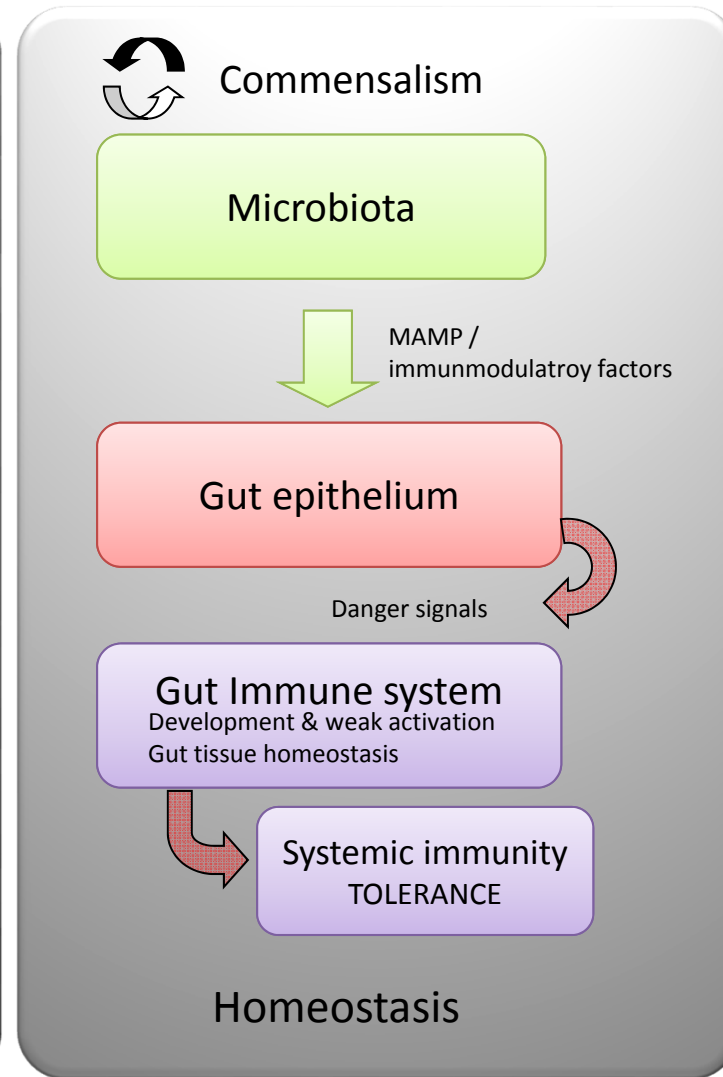 Commensalism
Microbiota
MAMP /
immunmodulatroy factors
Gut epithelium
Danger signals
Gut Immune system
Development & weak activation
Gut tissue homeostasis
Systemic immunity
TOLERANCE
Homeostasis